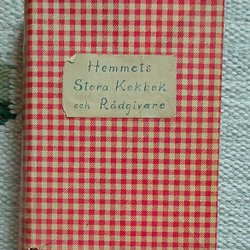 Hemmets
Stora Kokbok
och Rådgivare